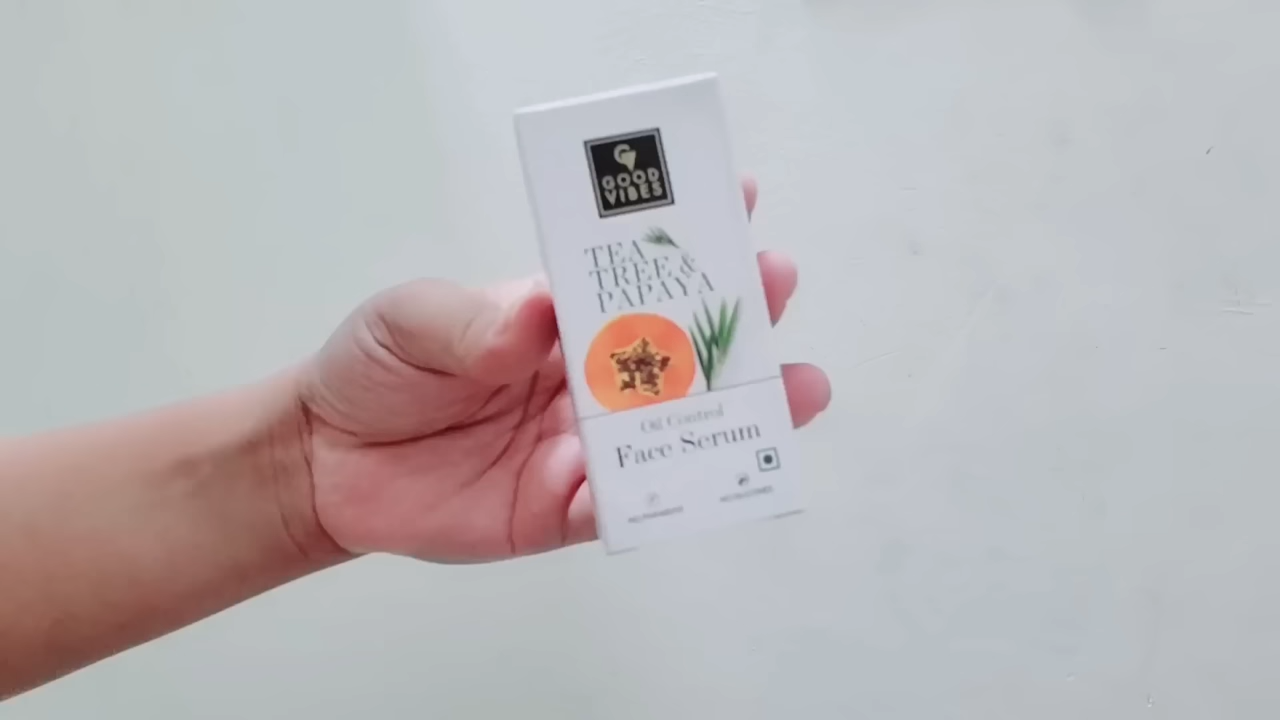 GOOD
VIBES
TEA
TREE &
PAPAYA
Oil Control
Face Serum